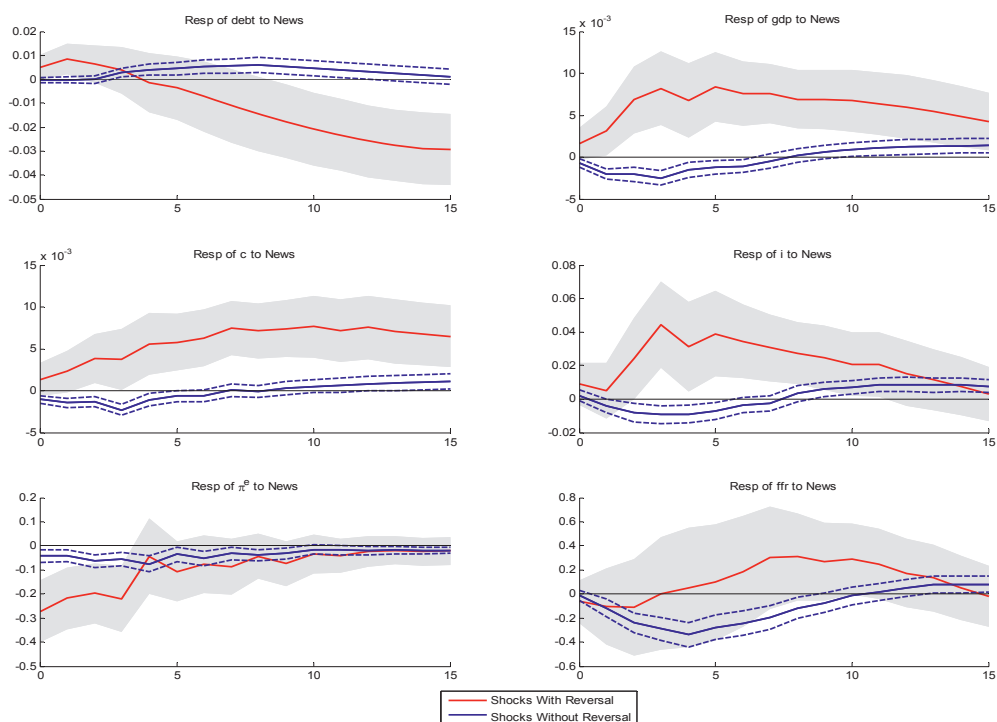 Resp of debt to News
0.02
0.01
0
-0.01
-0.02
-0.03
-0.04
-0.05
0 5 10 15
Resp of gdp to News
x 10-3
15
10
5
0
-5
0 5 10 15
Resp of c to News
x 10-3
15
10
5
0
-5
0 5 10 15
Resp of i to News
0.08
0.06
0.04
0.02
0
-0.02
0 5 10 15
Resp of πe to News
0.2
0.1
0
-0.1
-0.2
-0.3
-0.4
-0.5
0 5 10 15
Resp of ffr to News
0.8
0.6
0.4
0.2
0
-0.2
-0.4
-0.6
0 5 10 15
Shocks With Reversal
Shocks Without Reversal